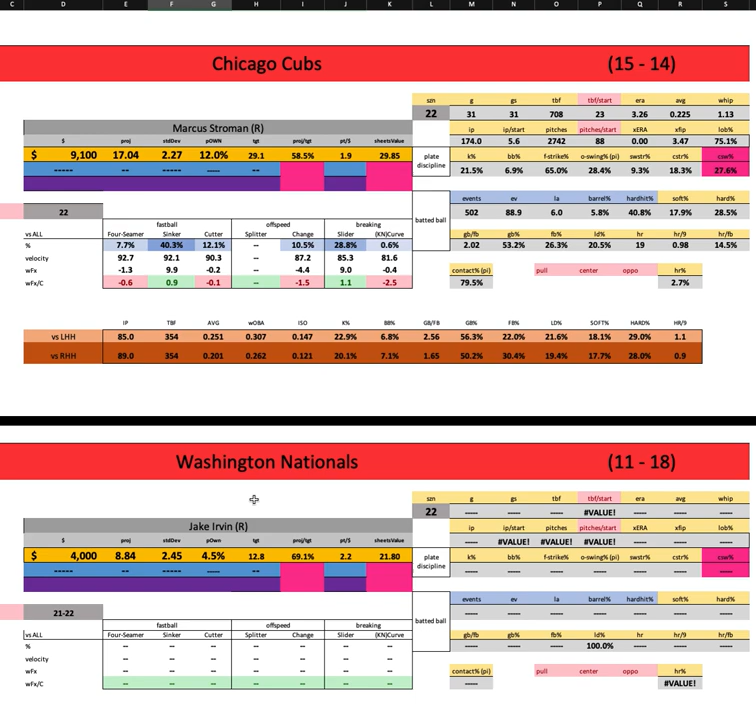 C D E F G H I J K L M N O P Q R S
Chicago Cubs (15 - 14)
szn g gs tbf tbf/start era avg whip
22 31 31 708 23 3.26 0.225 1.13
Marcus Stroman (R) ip ip/start pitches pitches/start xERA xfip lob%
$ proj stdDev pOWN tgt proj/tgt pt/$ sheetsValue 174.0 5.6 2742 88 0.00 3.47 75.1%
$ 9,100 17.04 2.27 12.0% 29.1 58.5% 1.9 29.85 plate discipline k% bb% f-strike% o-swing% (pi) swstr% cstr% csw%
----- -- --- ---- -- 21.5% 6.9% 65.0% 28.4% 9.3% 18.3% 27.6%
batted ball events ev la barrel% hardhit% soft% hard%
22 502 88.9 6.0 5.8% 40.8% 17.9% 28.5%
fastball offspeed breaking
vs ALL Four-Seamer Sinker Cutter Splitter Change Slider (KN)Curve gb/fb gb% fb% ld% hr hr/9 hr/fb
% 7.7% 40.3% 12.1% -- 10.5% 28.8% 0.6% 2.02 53.2% 26.3% 20.5% 19 0.98 14.5%
velocity 92.7 92.1 90.3 -- 87.2 85.3 81.6
wFx -1.3 9.9 -0.2 -- -4.4 9.0 -0.4 contact% (pi) pull center oppo hr%
wFx/C -0.6 0.9 -0.1 -- -1.5 1.1 -2.5 79.5% 2.7%
IP TBF AVG wOBA ISO K% BB% GB/FB GB% FB% LD% SOFT% HARD% HR/9
vs LHH 85.0 354 0.251 0.307 0.147 22.9% 6.8% 2.56 56.3% 22.0% 21.6% 18.1% 29.0% 1.1
vs RHH 89.0 354 0.201 0.262 0.121 20.1% 7.1% 1.65 50.2% 30.4% 19.4% 17.7% 28.0% 0.9
Washington Nationals (11 - 18)
szn g gs tbf tbf/start era avg whip
22 ----- ----- ----- #VALUE! ----- ----- -----
Jake Irvin (R) ip ip/start pitches pitches/start xERA xfip lob%
$ proj stdDev pOwn tgt proj/tgt pt/$ sheetsValue ----- #VALUE! #VALUE! #VALUE! ----- ----- -----
$ 4,000 8.84 2.45 4.5% 12.8 69.1% 2.2 21.80 plate discipline k% bb% f-strike% o-swing% (pi) swstr% cstr% csw%
----- -- --- ---- -- ----- ----- ----- ----- ----- ----- -----
batted ball events ev la barrel% hardhit% soft% hard%
21-22 ----- ----- ----- ----- ----- ----- -----
fastball offspeed breaking
vs ALL Four-Seamer Sinker Cutter Splitter Change Slider (KN)Curve gb/fb gb% fb% ld% hr hr/9 hr/fb
% -- -- -- -- -- -- -- ----- ----- ----- 100.0% ----- ----- -----
velocity -- -- -- -- -- -- --
wFx -- -- -- -- -- -- -- contact% (pi) pull center oppo hr%
wFx/C -- -- -- -- -- -- -- ----- #VALUE!